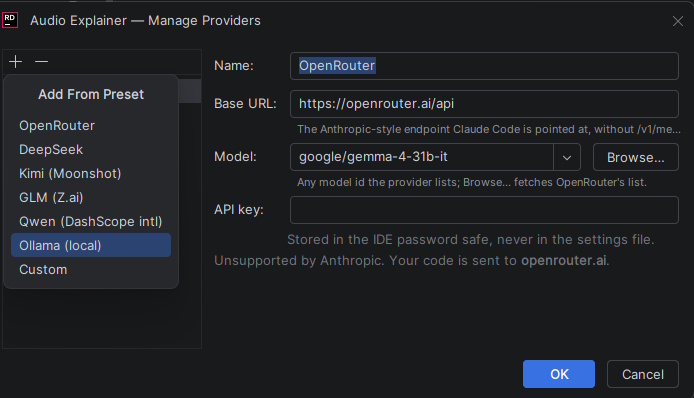 RD
Audio Explainer — Manage Providers
Add From Preset
OpenRouter
DeepSeek
Kimi (Moonshot)
GLM (Z.ai)
Qwen (DashScope intl)
Ollama (local)
Custom
Name:
OpenRouter
Base URL:
https://openrouter.ai/api
The Anthropic-style endpoint Claude Code is pointed at, without /v1/me...
Model:
google/gemma-4-31b-it
Browse...
Any model id the provider lists; Browse... fetches OpenRouter's list.
API key:
Stored in the IDE password safe, never in the settings file.
Unsupported by Anthropic. Your code is sent to openrouter.ai.
OK
Cancel